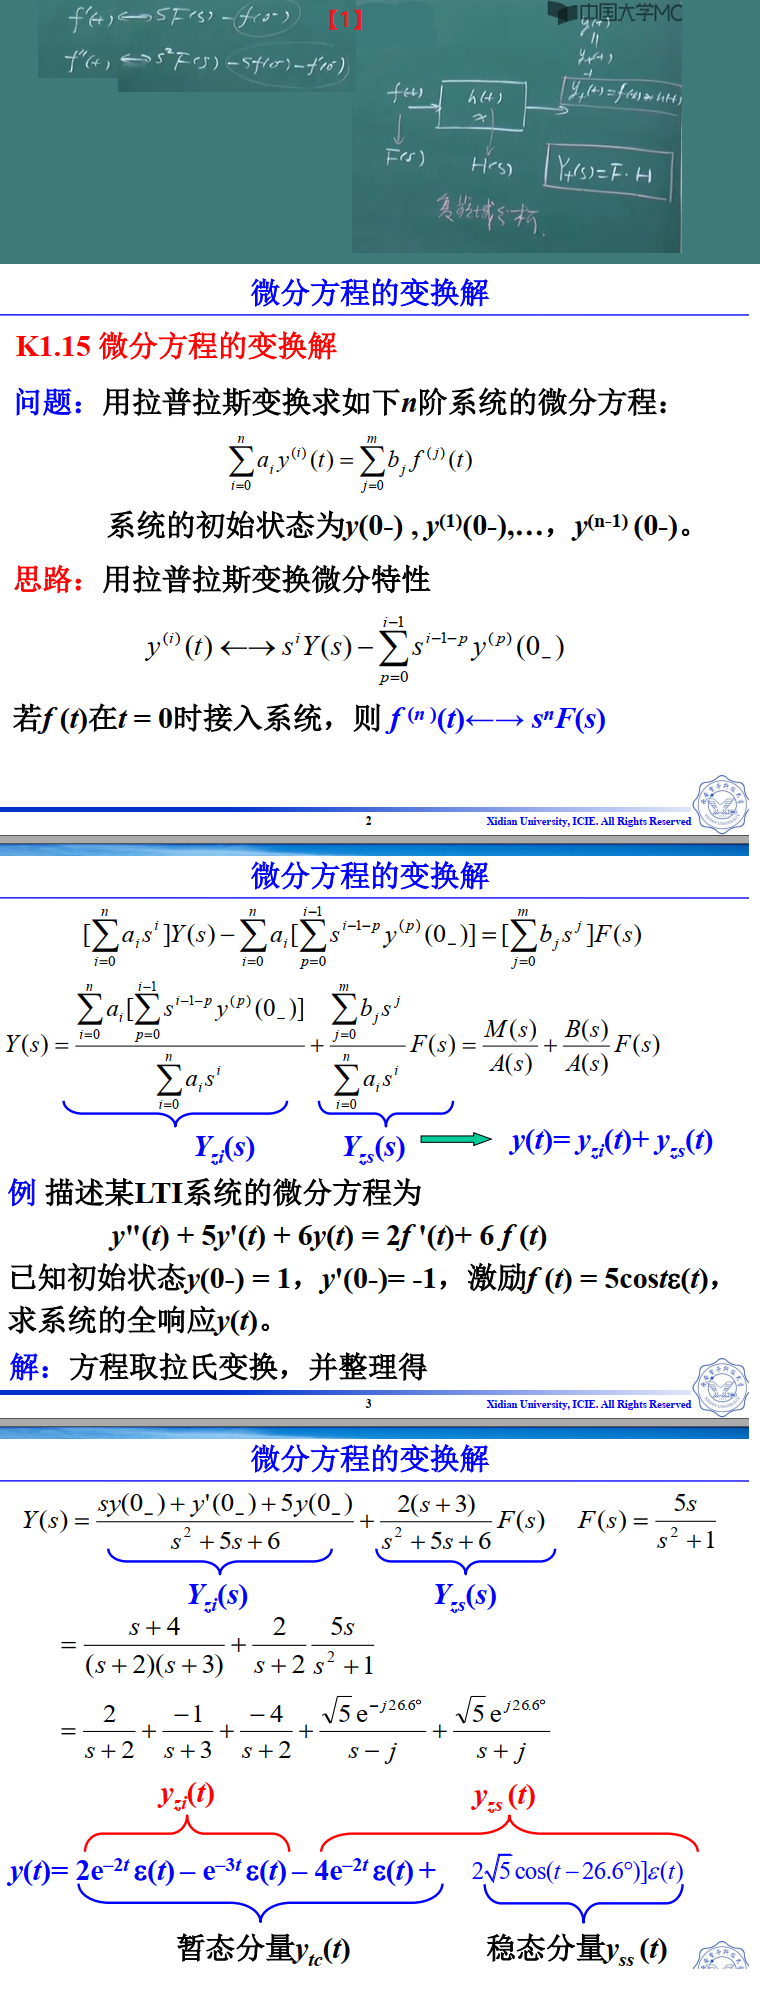 f'(t) ⟷ sF(s) - f(0-)
【1】
中国大学MO
f''(t) ⟷ s²F(s) - sf(0-) - f'(0-)
f(t)
h(t)
*
F(s)
H(s)
Y_f(s) = F·H
复频域分析.
微分方程的变换解
K1.15 微分方程的变换解
问题：用拉普拉斯变换求如下n阶系统的微分方程：
\sum_{i=0}^{n} a_i y^{(i)}(t) = \sum_{j=0}^{m} b_j f^{(j)}(t)
系统的初始状态为y(0-) , y^{(1)}(0-),…，y^{(n-1)} (0-)。
思路：用拉普拉斯变换微分特性
y^{(i)}(t) ←→ s^i Y(s) - \sum_{p=0}^{i-1} s^{i-1-p} y^{(p)}(0_-)
若f (t)在t = 0时接入系统，则 f^{(n)}(t)←→ s^n F(s)
2
Xidian University, ICIE. All Rights Reserved
微分方程的变换解
[\sum_{i=0}^{n} a_i s^i]Y(s) - \sum_{i=0}^{n} a_i[\sum_{p=0}^{i-1} s^{i-1-p} y^{(p)}(0_-)] = [\sum_{j=0}^{m} b_j s^j]F(s)
Y(s) = \frac{\sum_{i=0}^{n} a_i[\sum_{p=0}^{i-1} s^{i-1-p} y^{(p)}(0_-)]}{\sum_{i=0}^{n} a_i s^i} + \frac{\sum_{j=0}^{m} b_j s^j}{\sum_{i=0}^{n} a_i s^i} F(s) = \frac{M(s)}{A(s)} + \frac{B(s)}{A(s)} F(s)
Y_{zi}(s) Y_{zs}(s) y(t)= y_{zi}(t)+ y_{zs}(t)
例 描述某LTI系统的微分方程为
y"(t) + 5y'(t) + 6y(t) = 2f '(t)+ 6 f (t)
已知初始状态y(0-) = 1，y'(0-)= -1，激励f (t) = 5costε(t)，
求系统的全响应y(t)。
解：方程取拉氏变换，并整理得
3
Xidian University, ICIE. All Rights Reserved
微分方程的变换解
Y(s) = \frac{sy(0_-) + y'(0_-) + 5y(0_-)}{s^2 + 5s + 6} + \frac{2(s+3)}{s^2 + 5s + 6} F(s) F(s) = \frac{5s}{s^2 + 1}
Y_{zi}(s) Y_{zs}(s)
= \frac{s+4}{(s+2)(s+3)} + \frac{2}{s+2} \frac{5s}{s^2+1}
= \frac{2}{s+2} + \frac{-1}{s+3} + \frac{-4}{s+2} + \frac{\sqrt{5} e^{-j26.6°}}{s-j} + \frac{\sqrt{5} e^{j26.6°}}{s+j}
y_{zi}(t) y_{zs} (t)
y(t)= 2e^{–2t} ε(t) – e^{–3t} ε(t) – 4e^{–2t} ε(t) + 2\sqrt{5} cos(t − 26.6°)]ε(t)
暂态分量y_{tc}(t) 稳态分量y_{ss} (t)